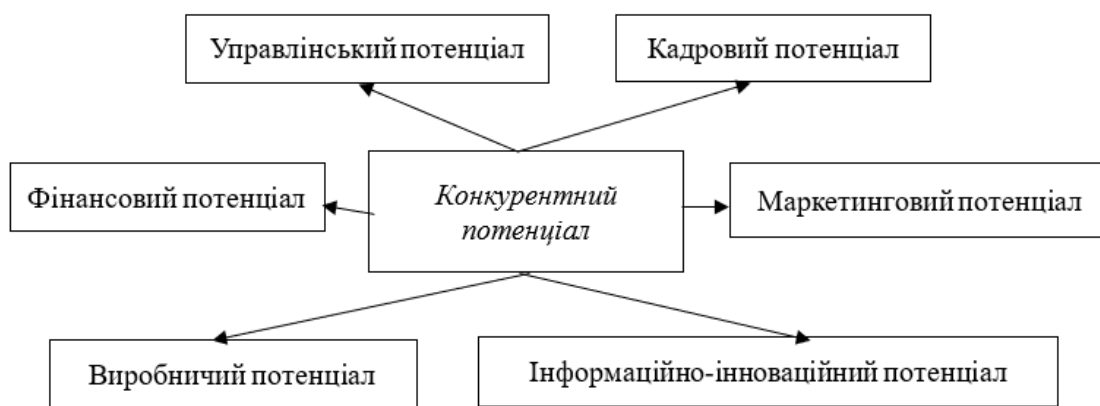 Управлінський потенціал
Кадровий потенціал
Фінансовий потенціал
Конкурентний
потенціал
Маркетинговий потенціал
Виробничий потенціал
Інформаційно-інноваційний потенціал